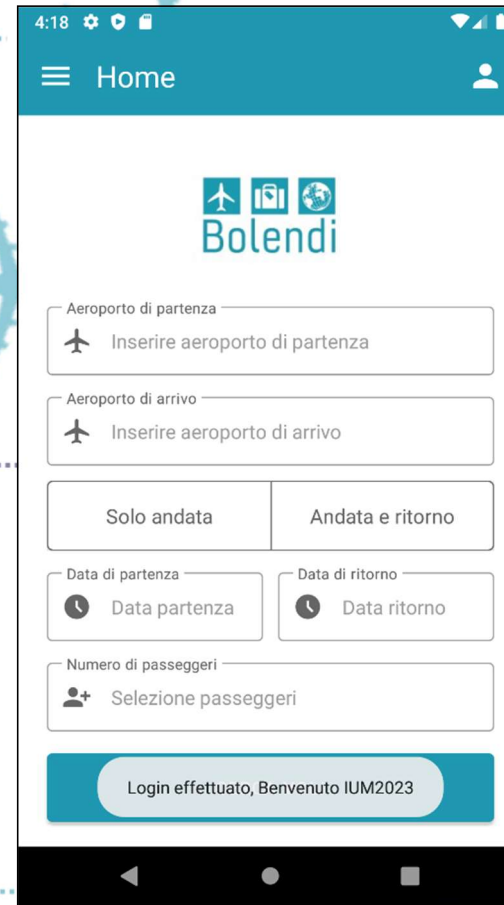 4:18
Home
Bolendi
Aeroporto di partenza
Inserire aeroporto di partenza
Aeroporto di arrivo
Inserire aeroporto di arrivo
Solo andata Andata e ritorno
Data di partenza Data di ritorno
Data partenza Data ritorno
Numero di passeggeri
Selezione passeggeri
Login effettuato, Benvenuto IUM2023